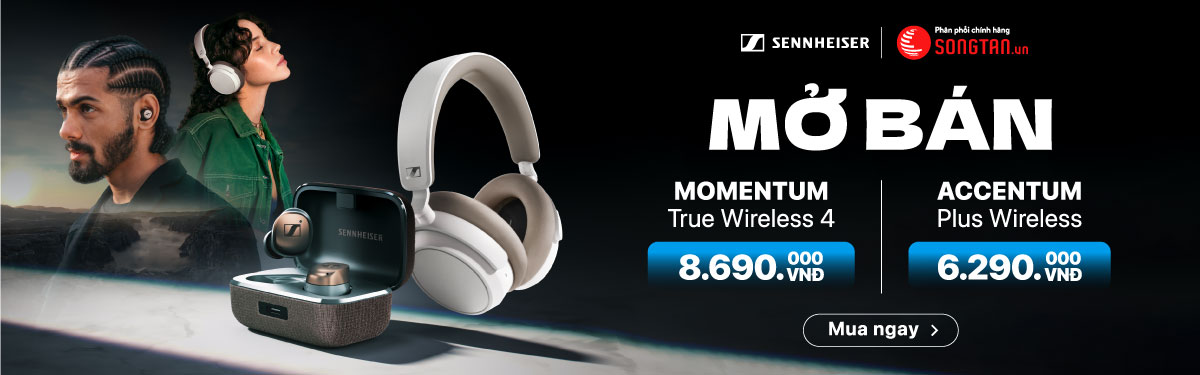 SENNHEISER
Phân phối chính hãng
SONGTAN.vn
MỞ BÁN
MOMENTUM
True Wireless 4
8.690.000 VNĐ
ACCENTUM
Plus Wireless
6.290.000 VNĐ
Mua ngay
SENNHEISER